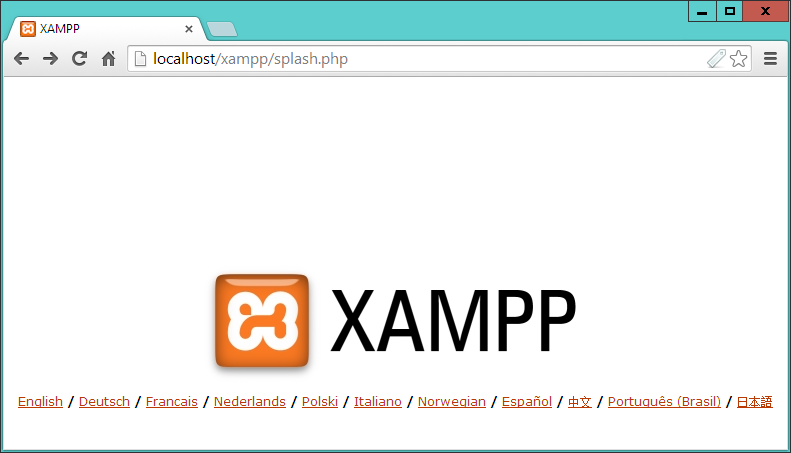 XAMPP
localhost/xampp/splash.php
XAMPP
English / Deutsch / Francais / Nederlands / Polski / Italiano / Norwegian / Español / 中文 / Português (Brasil) / 日本語